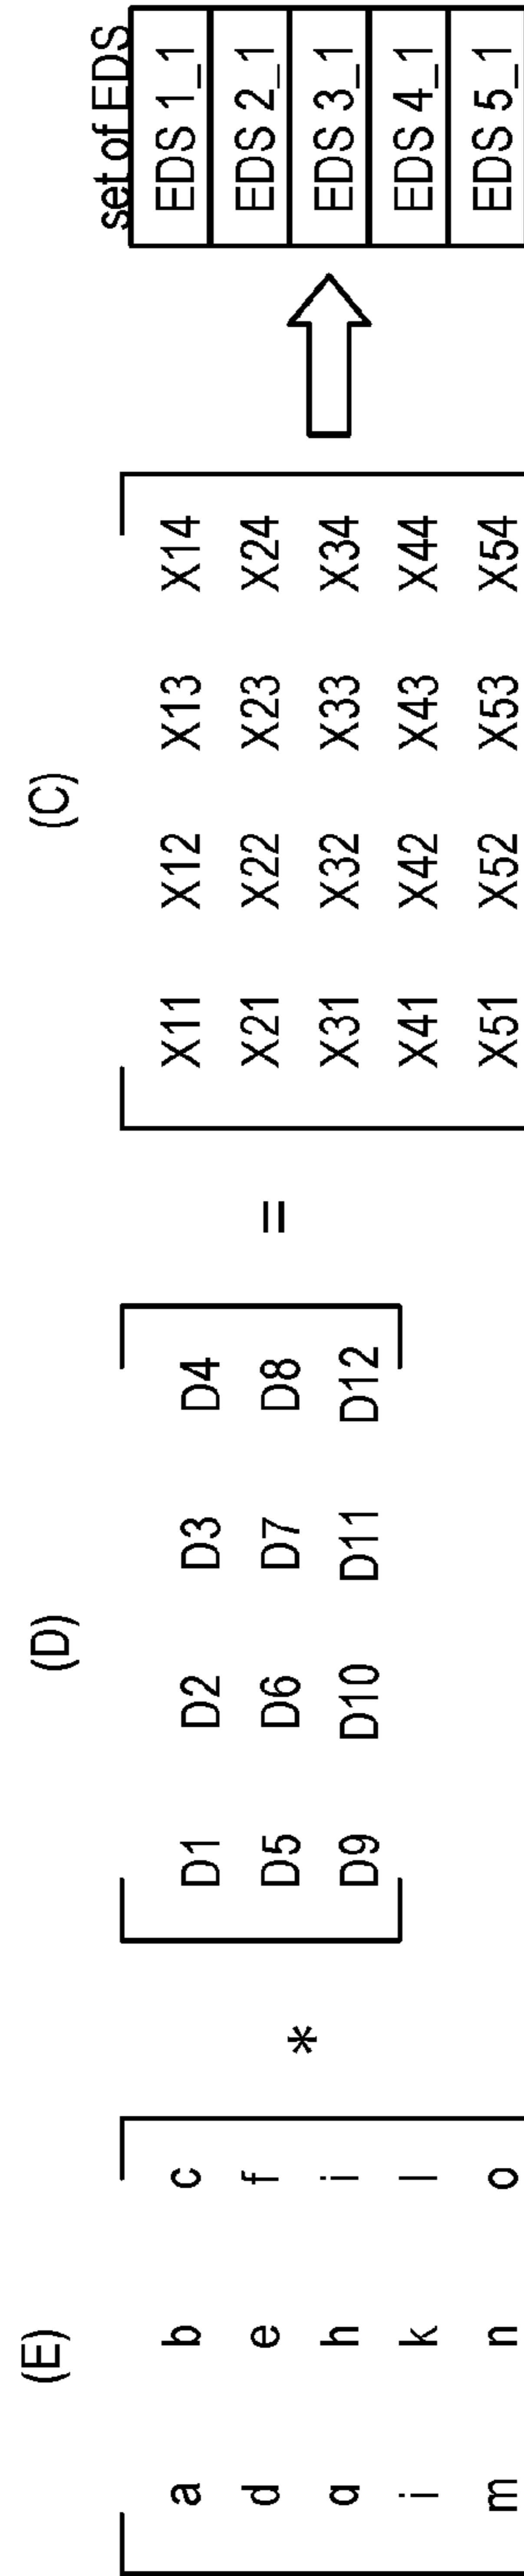 (E) (D) (C) set of EDS
a b c D1 D2 D3 D4 X11 X12 X13 X14 EDS 1_1
d e f * D5 D6 D7 D8 = X21 X22 X23 X24 EDS 2_1
q h i D9 D10 D11 D12 X31 X32 X33 X34 EDS 3_1
i k l X41 X42 X43 X44 EDS 4_1
m n o X51 X52 X53 X54 EDS 5_1